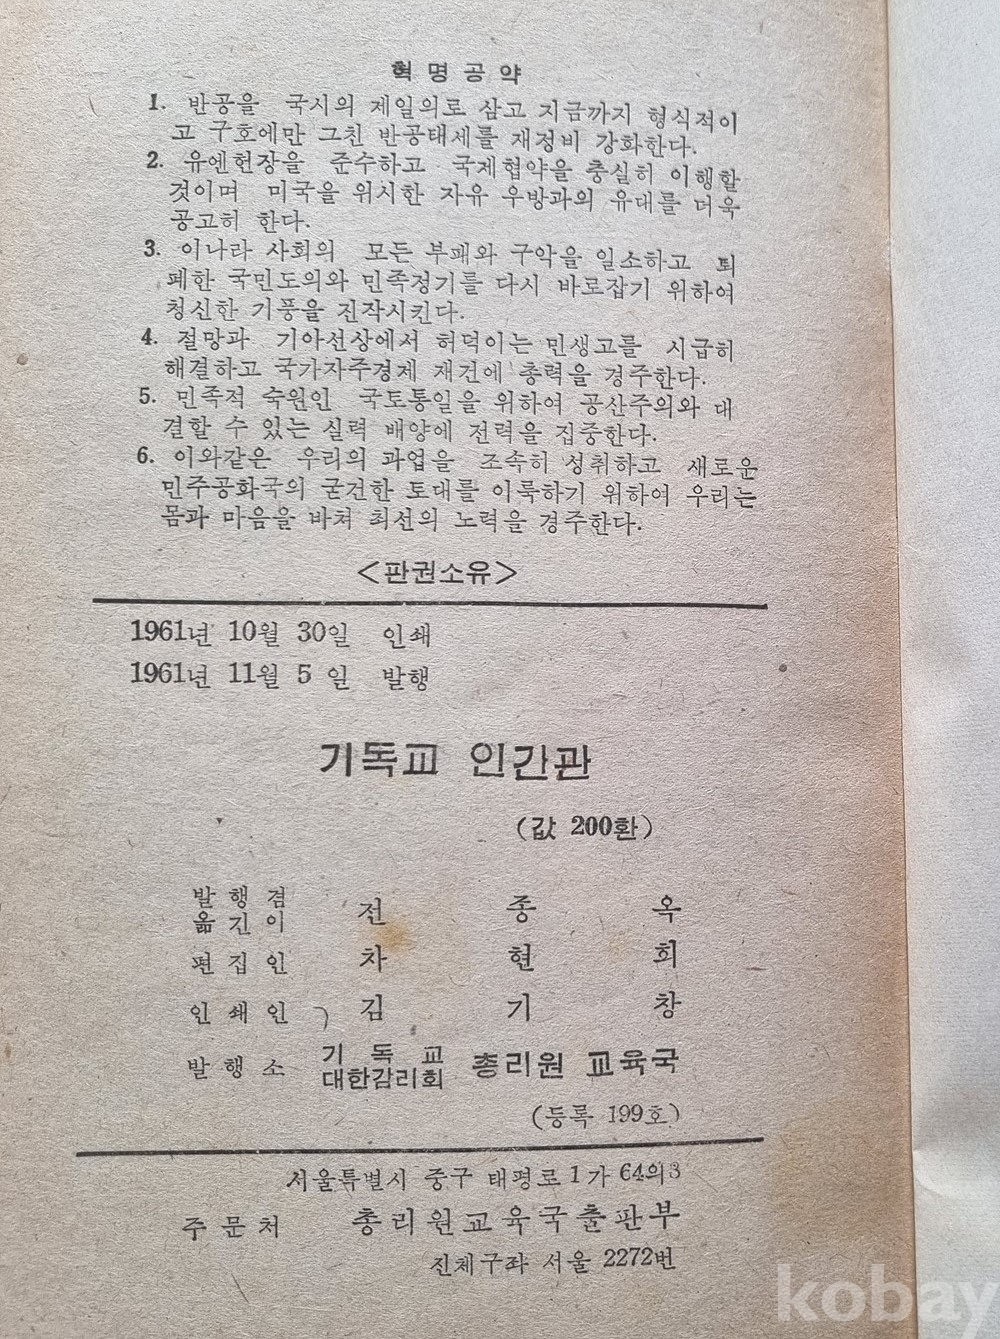 혁명공약
1. 반공을 국시의 제일의로 삼고 지금까지 형식적이
고 구호에만 그친 반공태세를 재정비 강화한다.
2. 유엔헌장을 준수하고 국제협약을 충실히 이행할
것이며 미국을 위시한 자유 우방과의 유대를 더욱
공고히 한다.
3. 이나라 사회의 모든 부패와 구악을 일소하고 퇴
폐한 국민도의와 민족정기를 다시 바로잡기 위하여
청신한 기풍을 진작시킨다.
4. 절망과 기아선상에서 허덕이는 민생고를 시급히
해결하고 국가자주경제 재건에 총력을 경주한다.
5. 민족적 숙원인 국토통일을 위하여 공산주의와 대
결할 수 있는 실력 배양에 전력을 집중한다.
6. 이와같은 우리의 과업을 조속히 성취하고 새로운
민주공화국의 굳건한 토대를 이룩하기 위하여 우리는
몸과 마음을 바쳐 최선의 노력을 경주한다.
<판권소유>
1961년 10월 30일 인쇄
1961년 11월 5일 발행
기독교 인간관
(값 200환)
발행겸
옮긴이 전종옥
편집인 차현회
인쇄인 김기창
발행소 기독교 대한감리회 총리원 교육국
(등록 199호)
서울특별시 중구 태평로 1가 64의3
주문처 총리원교육국출판부
진체구좌 서울 2272번
kobay